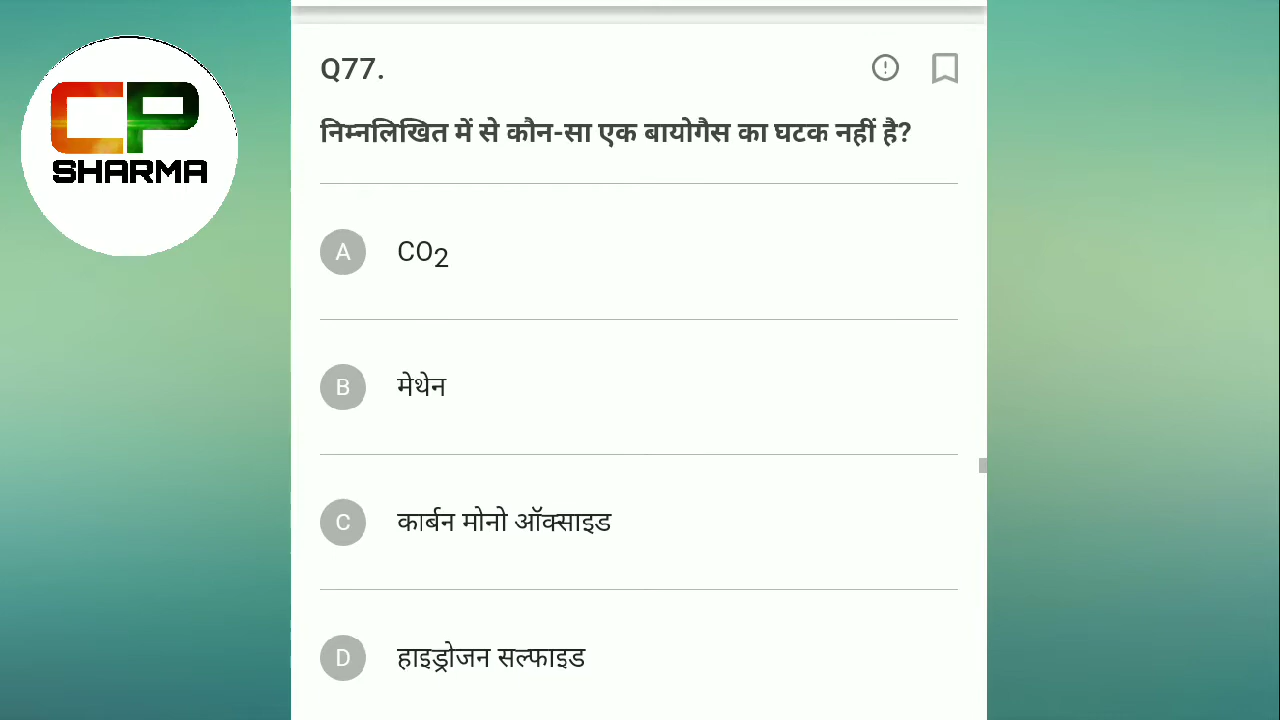 CP
SHARMA
Q77.
निम्नलिखित में से कौन-सा एक बायोगैस का घटक नहीं है?
A CO2
B मेथेन
C कार्बन मोनो ऑक्साइड
D हाइड्रोजन सल्फाइड